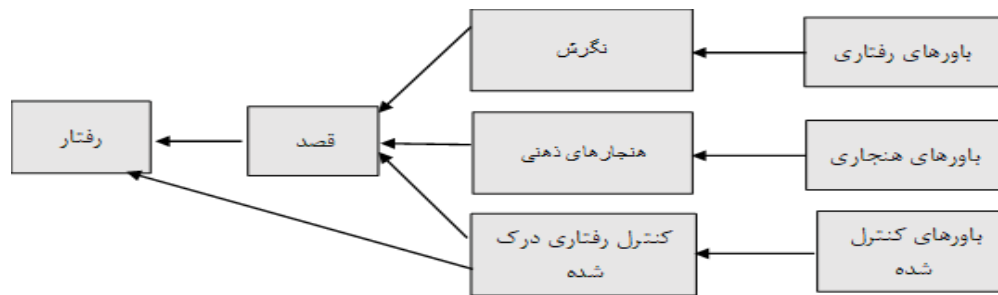 باورهای رفتاری
نگرش
باورهای هنجاری
هنجارهای ذهنی
قصد
رفتار
باورهای کنترل
شده
کنترل رفتاری درک
شده